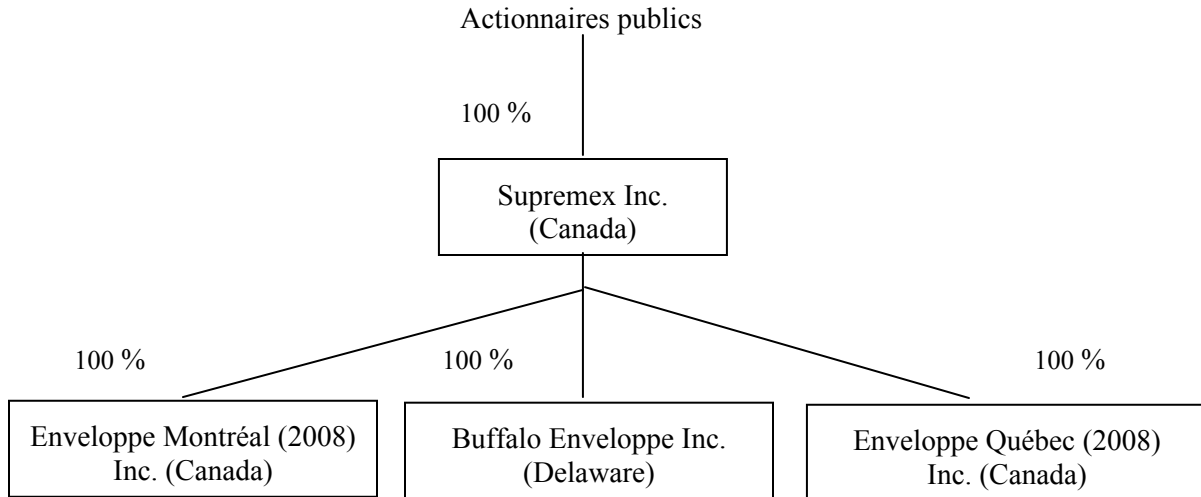 Actionnaires publics
100 %
Supremex Inc.
(Canada)
100 %
100 %
100 %
Enveloppe Montréal (2008)
Inc. (Canada)
Buffalo Enveloppe Inc.
(Delaware)
Enveloppe Québec (2008)
Inc. (Canada)